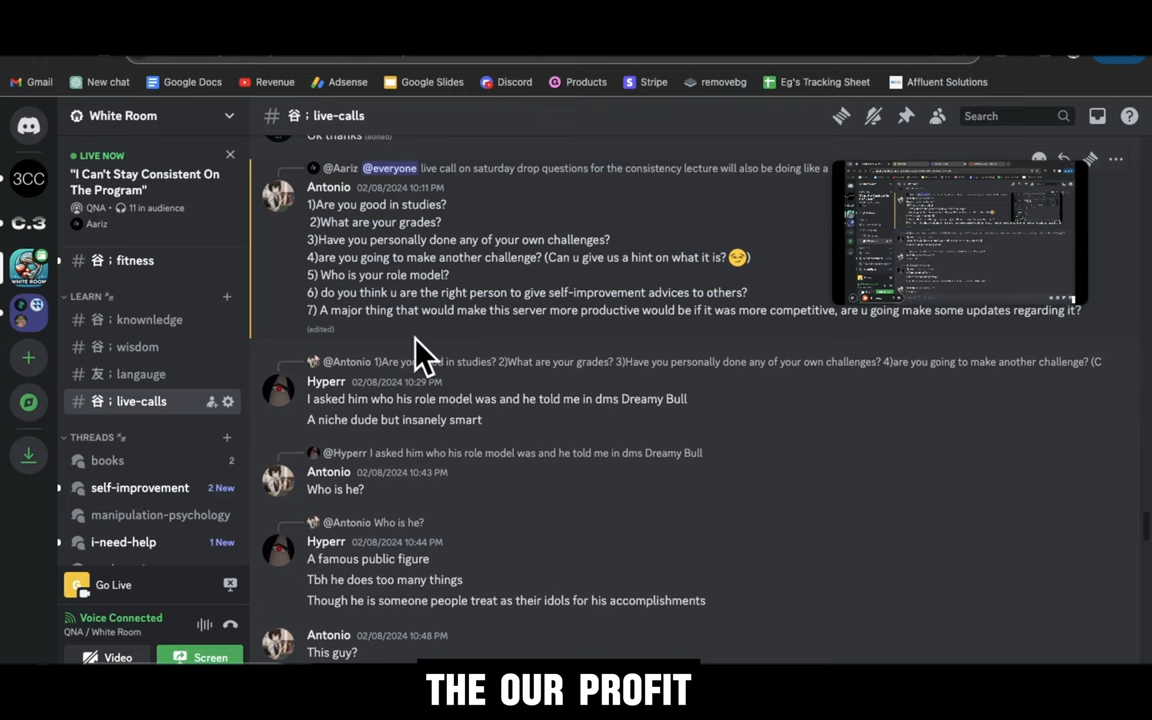 Gmail
New chat
Google Docs
Revenue
Adsense
Google Slides
Discord
Products
Stripe
removebg
Eg's Tracking Sheet
Affluent Solutions
White Room
# 谷 ; live-calls
Search
LIVE NOW
"I Can't Stay Consistent On
The Program"
QNA • 11 in audience
Aariz
谷 ; fitness
LEARN
谷 ; knownledge
谷 ; wisdom
友 ; langauge
谷 ; live-calls
THREADS
books 2
self-improvement 2 New
manipulation-psychology
i-need-help 1 New
Go Live
Voice Connected
QNA / White Room
Video
Screen
3CC
C.3
Ok thanks (edited)
@Aariz @everyone live call on saturday drop questions for the consistency lecture will also be doing like a
Antonio 02/08/2024 10:11 PM
1)Are you good in studies?
2)What are your grades?
3)Have you personally done any of your own challenges?
4)are you going to make another challenge? (Can u give us a hint on what it is? 😏)
5) Who is your role model?
6) do you think u are the right person to give self-improvement advices to others?
7) A major thing that would make this server more productive would be if it was more competitive, are u going make some updates regarding it?
(edited)
@Antonio 1)Are you in studies? 2)What are your grades? 3)Have you personally done any of your own challenges? 4)are you going to make another challenge? (C
Hyperr 02/08/2024 10:29 PM
I asked him who his role model was and he told me in dms Dreamy Bull
A niche dude but insanely smart
@Hyperr I asked him who his role model was and he told me in dms Dreamy Bull
Antonio 02/08/2024 10:43 PM
Who is he?
@Antonio Who is he?
Hyperr 02/08/2024 10:44 PM
A famous public figure
Tbh he does too many things
Though he is someone people treat as their idols for his accomplishments
Antonio 02/08/2024 10:48 PM
This guy?
THE OUR PROFIT